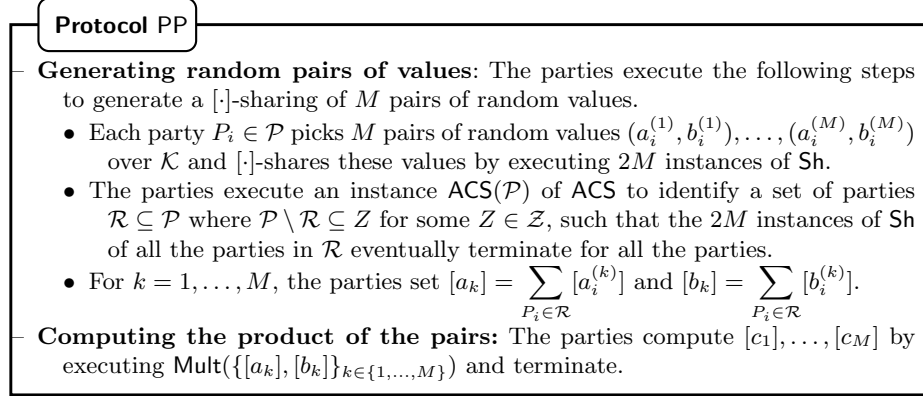 Protocol PP
– Generating random pairs of values: The parties execute the following steps
to generate a [·]-sharing of M pairs of random values.
• Each party P_i ∈ 𝒫 picks M pairs of random values (a_i^{(1)}, b_i^{(1)}), …, (a_i^{(M)}, b_i^{(M)})
over 𝒦 and [·]-shares these values by executing 2M instances of Sh.
• The parties execute an instance ACS(𝒫) of ACS to identify a set of parties
ℛ ⊆ 𝒫 where 𝒫 \ ℛ ⊆ Z for some Z ∈ 𝒵, such that the 2M instances of Sh
of all the parties in ℛ eventually terminate for all the parties.
• For k = 1, …, M, the parties set [a_k] = ∑_{P_i∈ℛ} [a_i^{(k)}] and [b_k] = ∑_{P_i∈ℛ} [b_i^{(k)}].
– Computing the product of the pairs: The parties compute [c_1], …, [c_M] by
executing Mult({[a_k], [b_k]}_{k∈{1,…,M}}) and terminate.